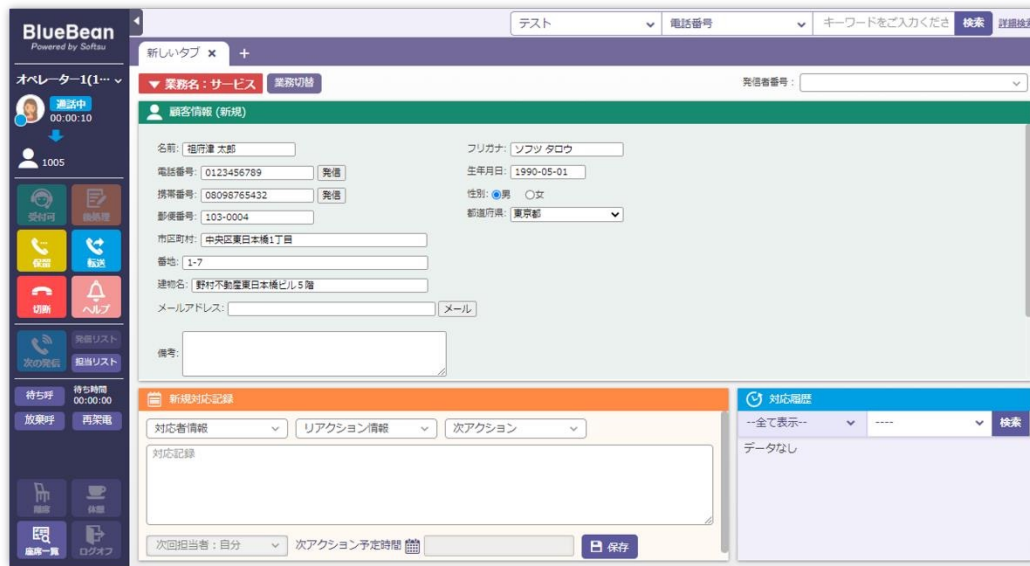 BlueBean
Powered by Softsu
オペレーター1(1…
通話中
00:00:10
1005
受付可
後処理
保留
転送
切断
ヘルプ
次の発信
発信リスト
担当リスト
待ち呼
待ち時間
00:00:00
放棄呼
再架電
離席
休憩
座席一覧
ログオフ
テスト
電話番号
キーワードをご入力くださ
検索
詳細検索
新しいタブ ×
+
業務名:サービス
業務切替
発信者番号:
顧客情報 (新規)
名前: 祖府津 太郎
フリガナ: ソフツ タロウ
電話番号: 0123456789 発信
生年月日: 1990-05-01
携帯番号: 08098765432 発信
性別: 男 女
郵便番号: 103-0004
都道府県: 東京都
市区町村: 中央区東日本橋1丁目
番地: 1-7
建物名: 野村不動産東日本橋ビル5階
メールアドレス: メール
備考:
新規対応記録
対応者情報
リアクション情報
次アクション
対応記録
次回担当者:自分
次アクション予定時間
保存
対応履歴
--全て表示--
----
検索
データなし